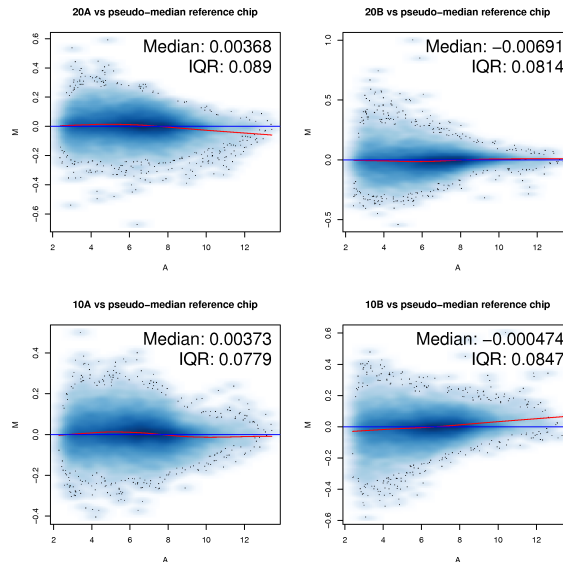 20A vs pseudo−median reference chip
20B vs pseudo−median reference chip
Median: 0.00368
IQR: 0.089
Median: −0.00691
IQR: 0.0814
0.6
0.4
0.2
0.0
−0.2
−0.4
−0.6
M
2 4 6 8 10 12
A
1.0
0.5
0.0
−0.5
M
2 4 6 8 10 12
A
10A vs pseudo−median reference chip
10B vs pseudo−median reference chip
Median: 0.00373
IQR: 0.0779
Median: −0.000474
IQR: 0.0847
0.4
0.2
0.0
−0.2
−0.4
M
2 4 6 8 10 12
A
0.6
0.4
0.2
0.0
−0.2
−0.4
−0.6
M
2 4 6 8 10 12
A